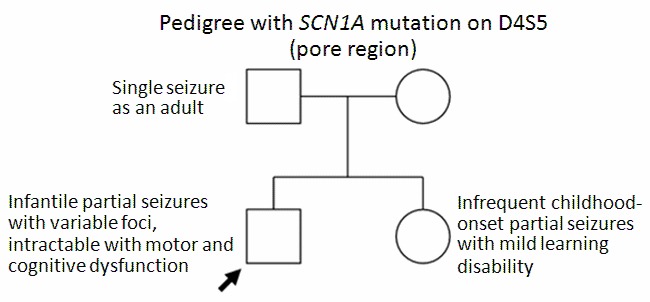 Pedigree with SCN1A mutation on D4S5
(pore region)
Single seizure
as an adult
Infantile partial seizures
with variable foci,
intractable with motor and
cognitive dysfunction
Infrequent childhood-
onset partial seizures
with mild learning
disability